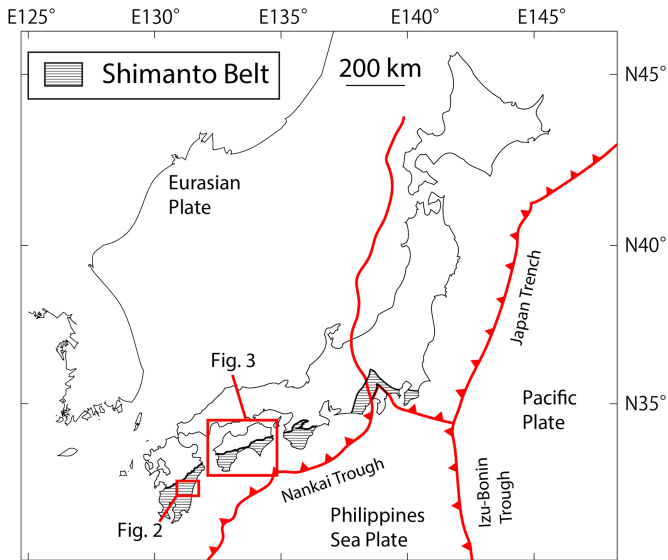 E125° E130° E135° E140° E145°
Shimanto Belt
200 km
N45°
Eurasian
Plate
N40°
Japan Trench
Fig. 3
N35°
Pacific
Plate
Nankai Trough
Izu-Bonin
Trough
Fig. 2
Philippines
Sea Plate